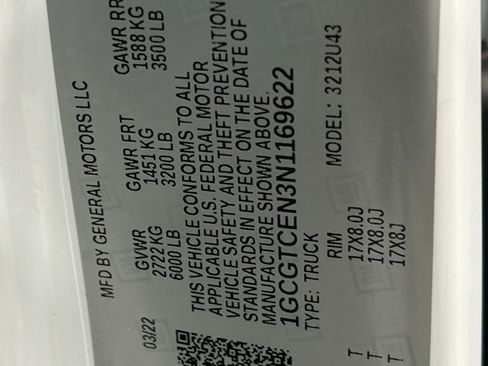 MFD BY GENERAL MOTORS LLC
03/22 GVWR GAWR FRT GAWR RR
2722 KG 1451 KG 1588 KG
6000 LB 3200 LB 3500 LB
THIS VEHICLE CONFORMS TO ALL
APPLICABLE U.S. FEDERAL MOTOR
VEHICLE SAFETY AND THEFT PREVENTION
STANDARDS IN EFFECT ON THE DATE OF
MANUFACTURE SHOWN ABOVE.
1GCGTCEN3N1169622
TYPE: TRUCK MODEL: 3212U43
RIM
T 17X8.0J
T 17X8.0J
T 17X8J